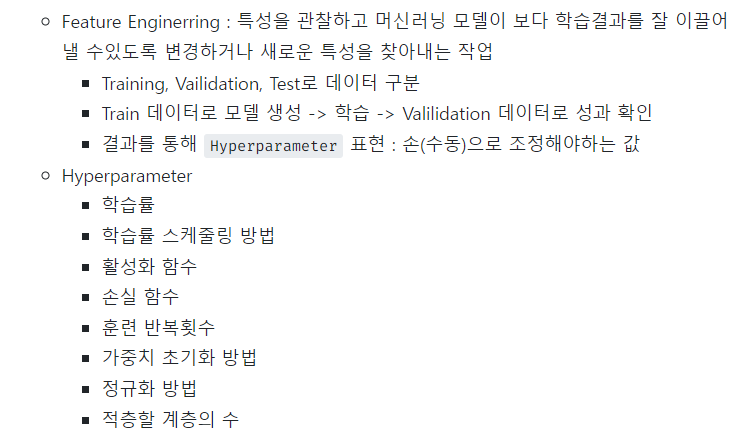 Feature Enginerring : 특성을 관찰하고 머신러닝 모델이 보다 학습결과를 잘 이끌어
낼 수있도록 변경하거나 새로운 특성을 찾아내는 작업
Training, Vailidation, Test로 데이터 구분
Train 데이터로 모델 생성 -> 학습 -> Valilidation 데이터로 성과 확인
결과를 통해 Hyperparameter 표현 : 손(수동)으로 조정해야하는 값
Hyperparameter
학습률
학습률 스케줄링 방법
활성화 함수
손실 함수
훈련 반복횟수
가중치 초기화 방법
정규화 방법
적층할 계층의 수